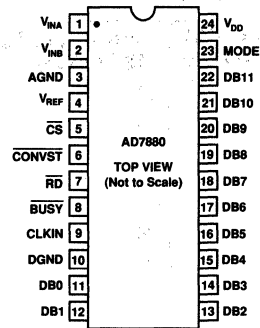 VINA 1 24 VDD
VINB 2 23 MODE
AGND 3 22 DB11
VREF 4 21 DB10
CS 5 20 DB9
CONVST 6 19 DB8
RD 7 18 DB7
BUSY 8 17 DB6
CLKIN 9 16 DB5
DGND 10 15 DB4
DB0 11 14 DB3
DB1 12 13 DB2
AD7880
TOP VIEW
(Not to Scale)